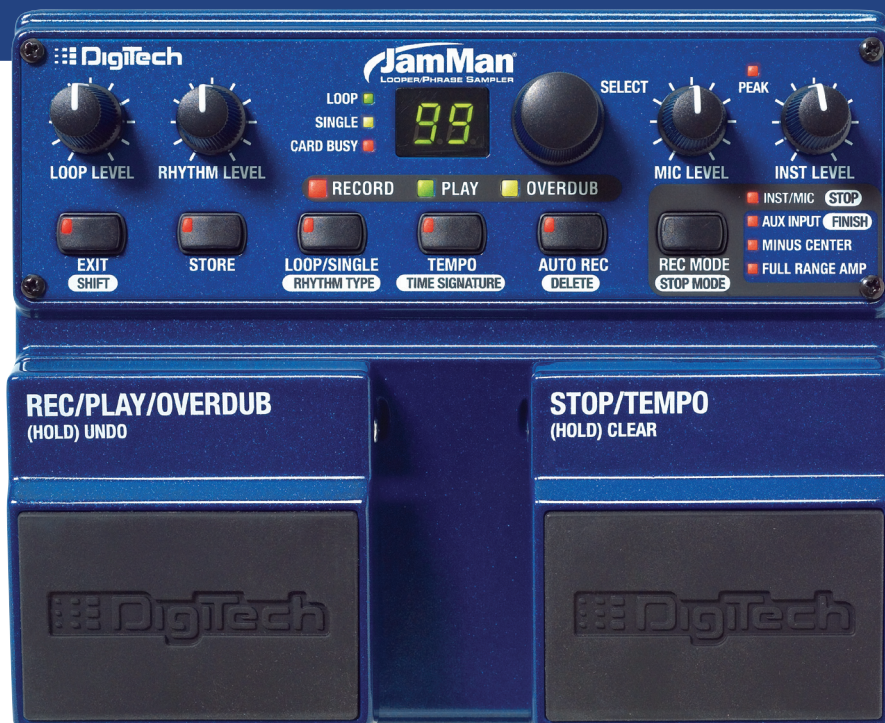 DigiTech
JamMan®
LOOPER/PHRASE SAMPLER
LOOP
SINGLE
CARD BUSY
99
SELECT
PEAK
LOOP LEVEL
RHYTHM LEVEL
MIC LEVEL
INST LEVEL
RECORD PLAY OVERDUB
INST/MIC STOP
AUX INPUT FINISH
MINUS CENTER
FULL RANGE AMP
EXIT
SHIFT
STORE
LOOP/SINGLE
RHYTHM TYPE
TEMPO
TIME SIGNATURE
AUTO REC
DELETE
REC MODE
STOP MODE
REC/PLAY/OVERDUB
(HOLD) UNDO
STOP/TEMPO
(HOLD) CLEAR
DigiTech
DigiTech